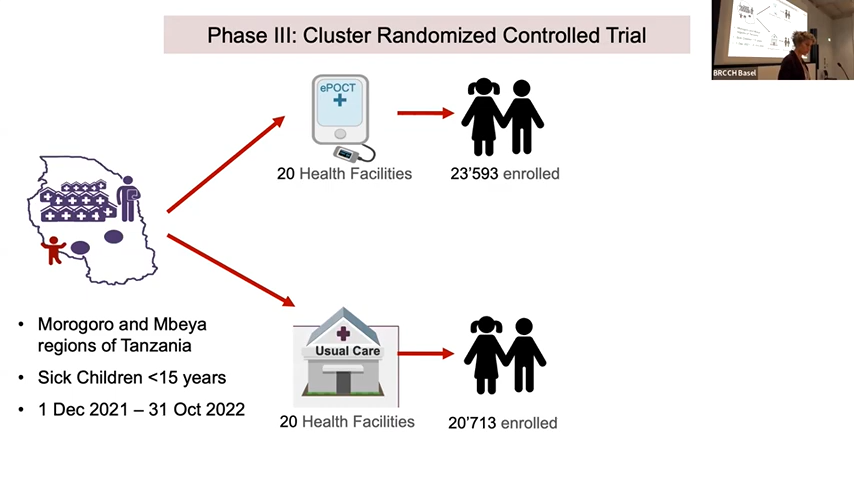 Phase III: Cluster Randomized Controlled Trial
BRCCH Basel
ePOCT
20 Health Facilities
23’593 enrolled
• Morogoro and Mbeya
regions of Tanzania
• Sick Children <15 years
• 1 Dec 2021 – 31 Oct 2022
Usual Care
20 Health Facilities
20’713 enrolled